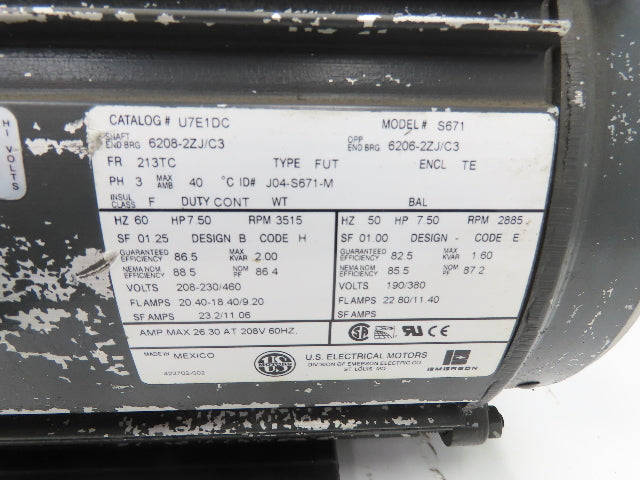 HI VOLTS
CATALOG # U7E1DC MODEL # S671
SHAFT END BRG 6208-2ZJ/C3 OPP END BRG 6206-2ZJ/C3
FR 213TC TYPE FUT ENCL TE
PH 3 MAX AMB 40 °C ID# J04-S671-M
INSUL CLASS F DUTY CONT WT BAL
HZ 60 HP 7.50 RPM 3515
SF 01.25 DESIGN B CODE H
GUARANTEED EFFICIENCY 86.5 MAX KVAR 2.00
NEMA NOM EFFICIENCY 88.5 NOM PF 86.4
VOLTS 208-230/460
FL AMPS 20.40-18.40/9.20
SF AMPS 23.2/11.06
AMP MAX 26.30 AT 208V 60HZ.
HZ 50 HP 7.50 RPM 2885
SF 01.00 DESIGN - CODE E
GUARANTEED EFFICIENCY 82.5 MAX KVAR 1.60
NEMA NOM EFFICIENCY 85.5 NOM PF 87.2
VOLTS 190/380
FL AMPS 22.80/11.40
SF AMPS
MADE IN MEXICO
U.S. ELECTRICAL MOTORS
DIVISION OF EMERSON ELECTRIC CO.
ST. LOUIS, MO.
EMERSON